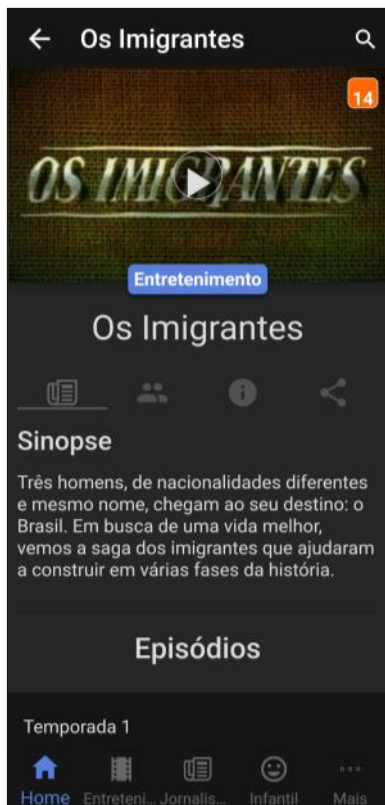 Os Imigrantes
14
OS IMIGRANTES
Entretenimento
Os Imigrantes
Sinopse
Três homens, de nacionalidades diferentes
e mesmo nome, chegam ao seu destino: o
Brasil. Em busca de uma vida melhor,
vemos a saga dos imigrantes que ajudaram
a construir em várias fases da história.
Episódios
Temporada 1
Home Entreteni... Jornalis... Infantil Mais